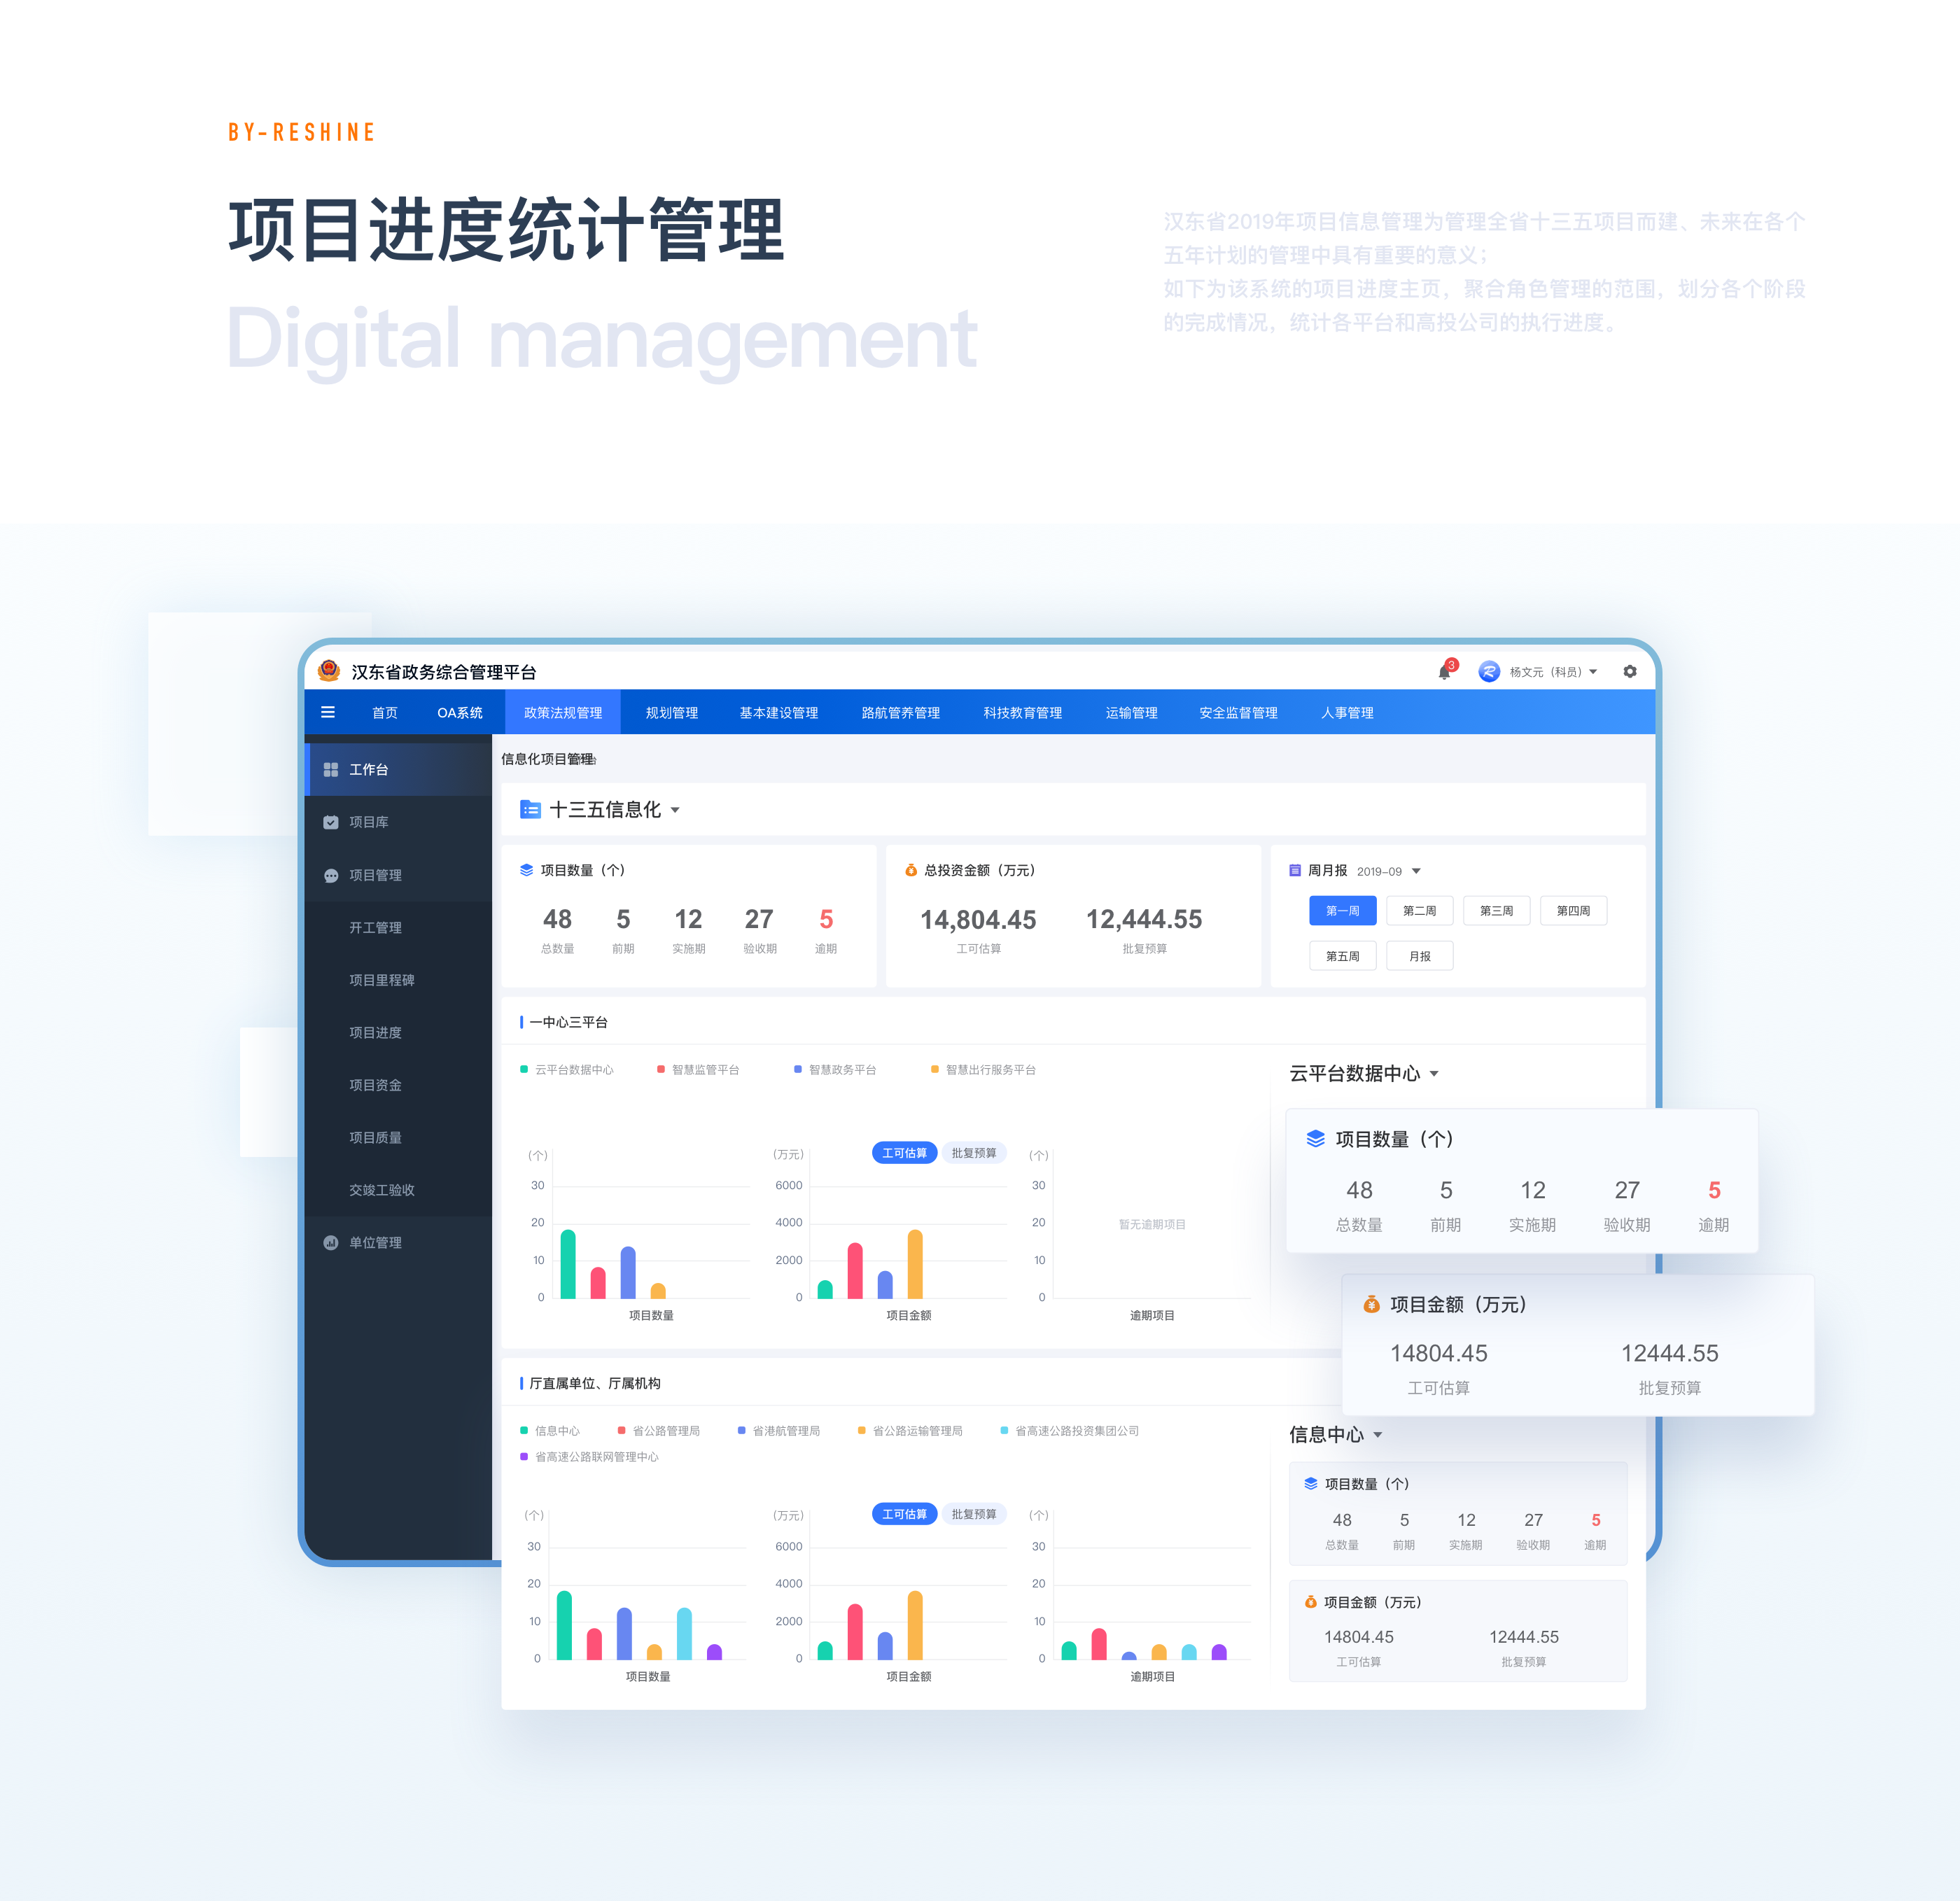 BY-RESHINE
项目进度统计管理
Digital management
汉东省2019年项目信息管理为管理全省十三五项目而建、未来在各个
五年计划的管理中具有重要的意义；
如下为该系统的项目进度主页，聚合角色管理的范围，划分各个阶段
的完成情况，统计各平台和高投公司的执行进度。
汉东省政务综合管理平台
3
杨文元（科员）
首页 OA系统 政策法规管理 规划管理 基本建设管理 路航管养管理 科技教育管理 运输管理 安全监督管理 人事管理
工作台
项目库
项目管理
开工管理
项目里程碑
项目进度
项目资金
项目质量
交竣工验收
单位管理
信息化项目管理
十三五信息化
项目数量（个）
48 5 12 27 5
总数量 前期 实施期 验收期 逾期
总投资金额（万元）
14,804.45 12,444.55
工可估算 批复预算
周月报 2019-09
第一周 第二周 第三周 第四周
第五周 月报
一中心三平台
云平台数据中心 智慧监管平台 智慧政务平台 智慧出行服务平台
(个)
30
20
10
0
项目数量
(万元)
工可估算 批复预算
6000
4000
2000
0
项目金额
(个)
30
20
10
0
暂无逾期项目
逾期项目
云平台数据中心
项目数量（个）
48 5 12 27 5
总数量 前期 实施期 验收期 逾期
项目金额（万元）
14804.45 12444.55
工可估算 批复预算
厅直属单位、厅属机构
信息中心 省公路管理局 省港航管理局 省公路运输管理局 省高速公路投资集团公司
省高速公路联网管理中心
(个)
30
20
10
0
项目数量
(万元)
工可估算 批复预算
6000
4000
2000
0
项目金额
(个)
30
20
10
0
逾期项目
信息中心
项目数量（个）
48 5 12 27 5
总数量 前期 实施期 验收期 逾期
项目金额（万元）
14804.45 12444.55
工可估算 批复预算